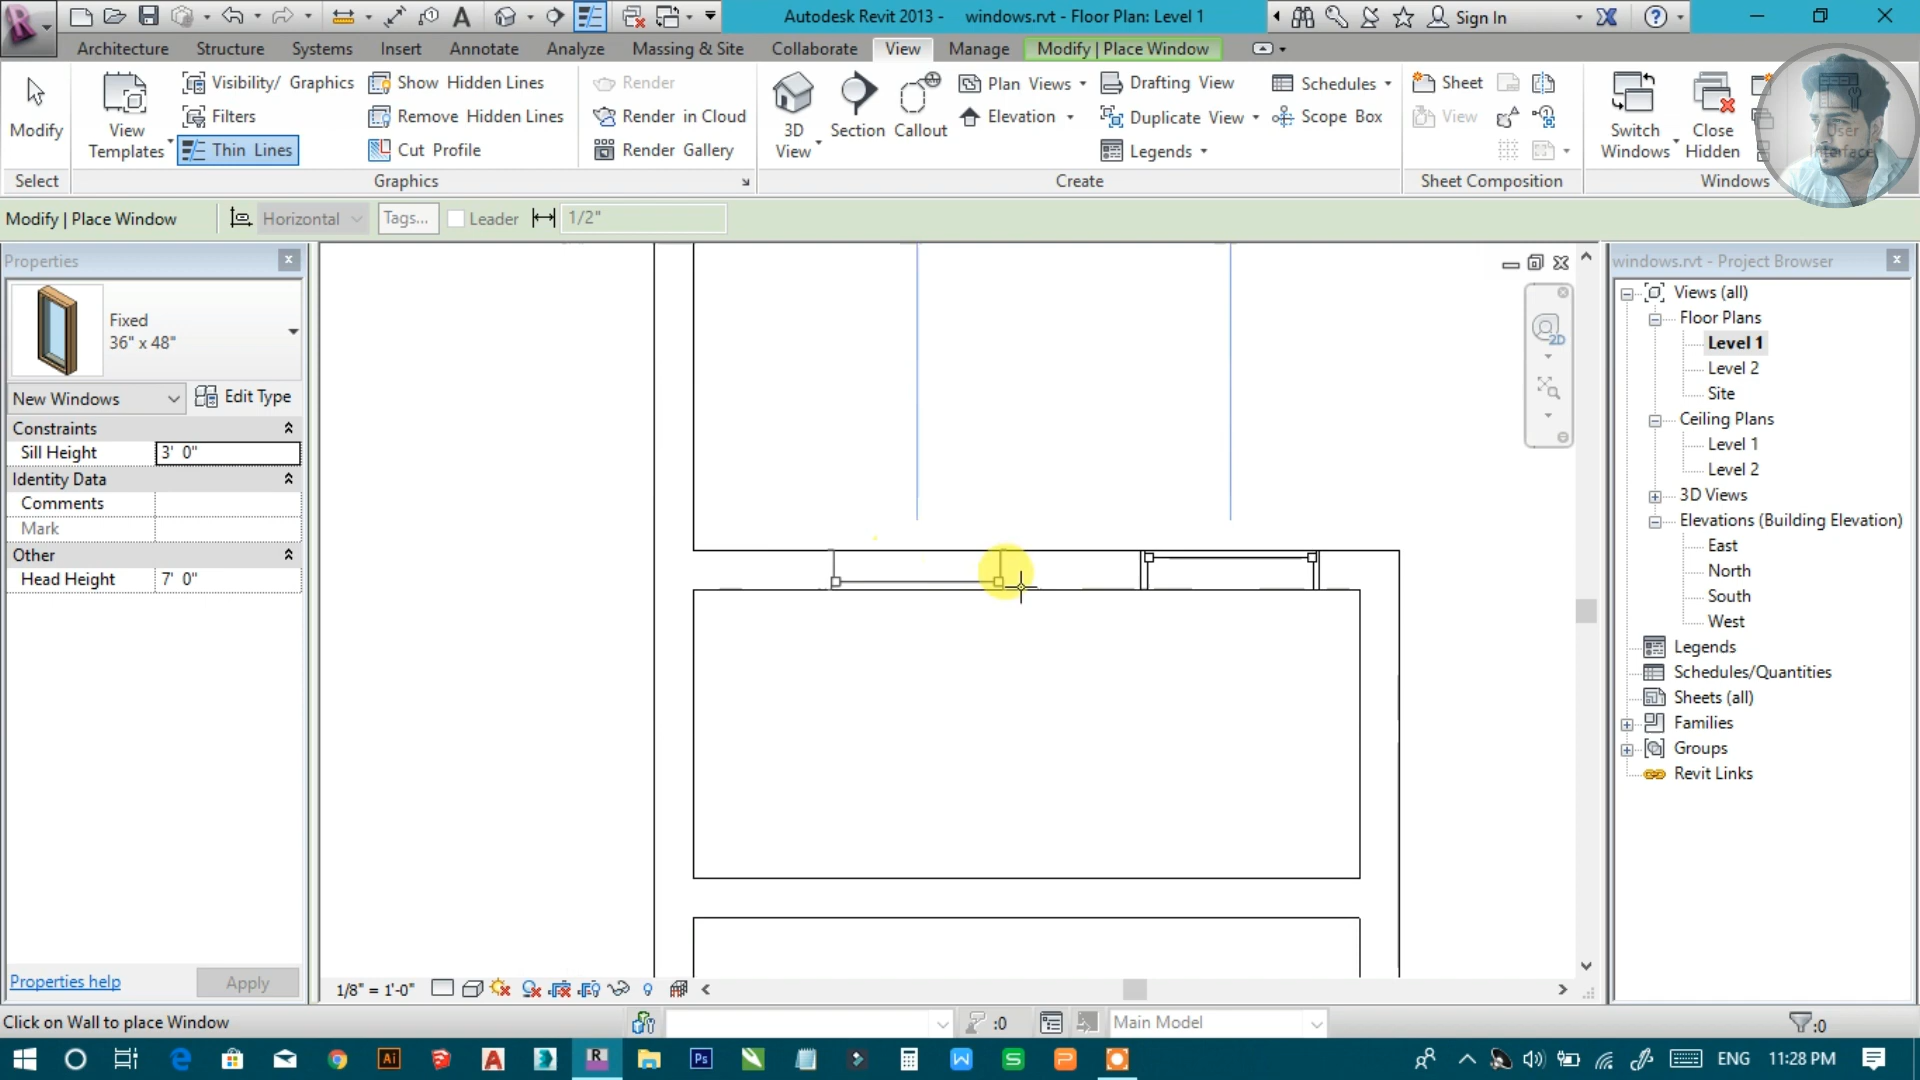 Autodesk Revit 2013 -    windows.rvt - Floor Plan: Level 1
Sign In
Architecture Structure Systems Insert Annotate Analyze Massing & Site Collaborate View Manage Modify | Place Window
Modify
Select
View Templates
Visibility/ Graphics
Filters
Thin Lines
Show Hidden Lines
Remove Hidden Lines
Cut Profile
Graphics
Render
Render in Cloud
Render Gallery
3D View
Section
Callout
Plan Views
Elevation
Drafting View
Duplicate View
Legends
Schedules
Scope Box
Create
Sheet
View
Sheet Composition
Switch Windows
Close Hidden
User Interface
Windows
Modify | Place Window
Horizontal
Tags...
Leader
1/2"
Properties
Fixed
36" x 48"
New Windows
Edit Type
Constraints
Sill Height 3' 0"
Identity Data
Comments
Mark
Other
Head Height 7' 0"
Properties help
Apply
2D
windows.rvt - Project Browser
Views (all)
Floor Plans
Level 1
Level 2
Site
Ceiling Plans
Level 1
Level 2
3D Views
Elevations (Building Elevation)
East
North
South
West
Legends
Schedules/Quantities
Sheets (all)
Families
Groups
Revit Links
1/8" = 1'-0"
Click on Wall to place Window
:0
Main Model
:0
Ai
R
Ps
W
S
P
ENG
11:28 PM